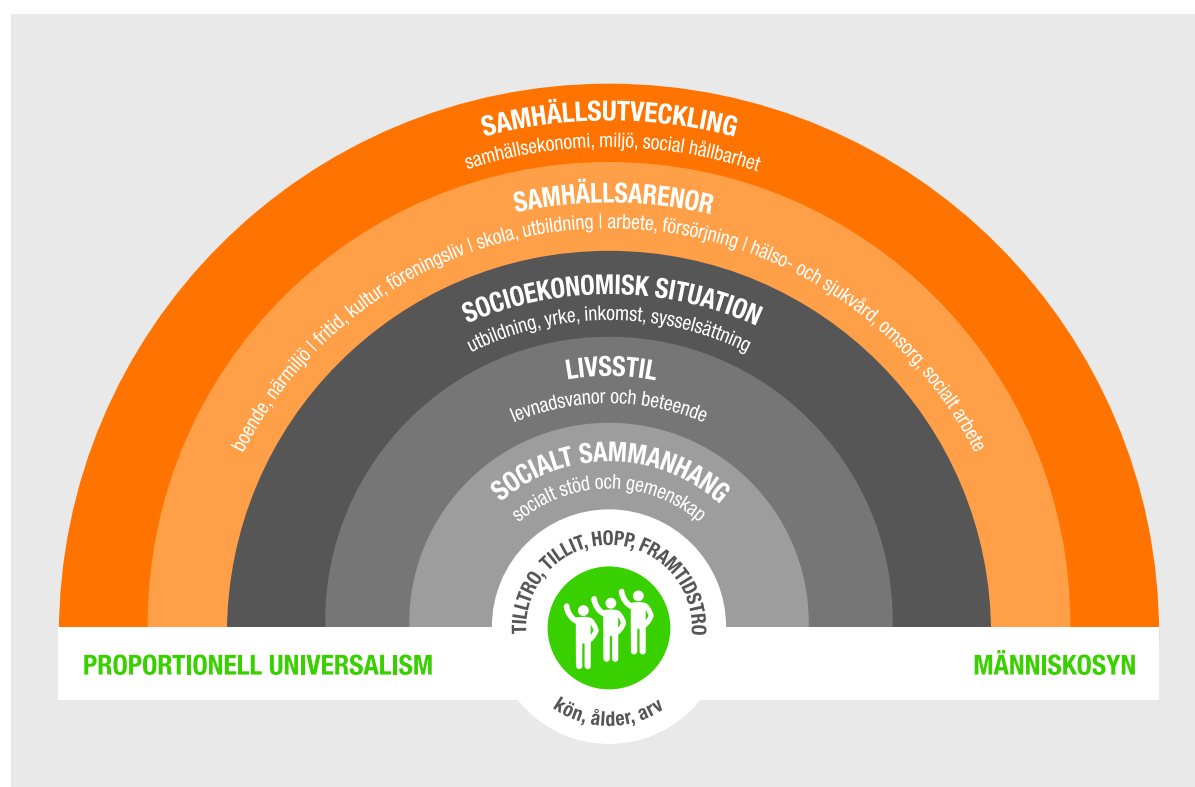 SAMHÄLLSUTVECKLING
samhällsekonomi, miljö, social hållbarhet
SAMHÄLLSARENOR
boende, närmiljö | fritid, kultur, föreningsliv | skola, utbildning | arbete, försörjning | hälso- och sjukvård, omsorg, socialt arbete
SOCIOEKONOMISK SITUATION
utbildning, yrke, inkomst, sysselsättning
LIVSSTIL
levnadsvanor och beteende
SOCIALT SAMMANHANG
socialt stöd och gemenskap
TILLTRO, TILLIT, HOPP, FRAMTIDSTRO
PROPORTIONELL UNIVERSALISM
MÄNNISKOSYN
kön, ålder, arv